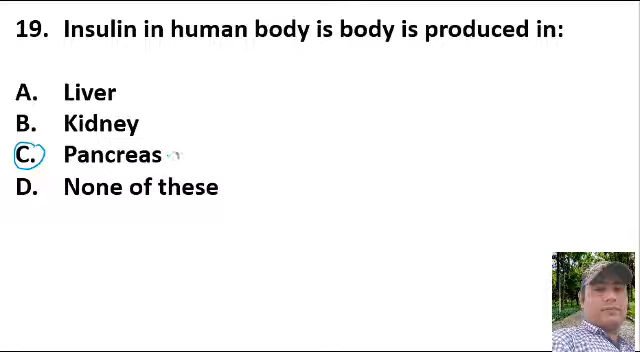 19. Insulin in human body is body is produced in:
A. Liver
B. Kidney
C. Pancreas
D. None of these